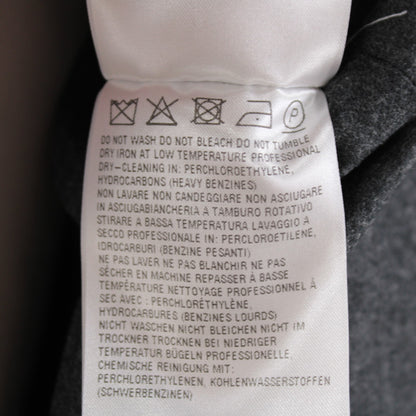 P
DO NOT WASH DO NOT BLEACH DO NOT TUMBLE
DRY IRON AT LOW TEMPERATURE PROFESSIONAL
DRY-CLEANING IN: PERCHLOROETHYLENE,
HYDROCARBONS (HEAVY BENZINES)
NON LAVARE NON CANDEGGIARE NON ASCIUGARE
IN ASCIUGABIANCHERIA A TAMBURO ROTATIVO
STIRARE A BASSA TEMPERATURA LAVAGGIO A
SECCO PROFESSIONALE IN: PERCLOROETILENE,
IDROCARBURI (BENZINE PESANTI)
NE PAS LAVER NE PAS BLANCHIR NE PAS
SÉCHER EN MACHINE REPASSER À BASSE
TEMPÉRATURE NETTOYAGE PROFESSIONNEL À
SEC AVEC : PERCHLORÉTHYLÈNE,
HYDROCARBURES (BENZINES LOURDS)
NICHT WASCHEN NICHT BLEICHEN NICHT IM
TROCKNER TROCKNEN BEI NIEDRIGER
TEMPERATUR BÜGELN PROFESSIONELLE
CHEMISCHE REINIGUNG MIT:
PERCHLORETHYLENEN, KOHLENWASSERSTOFFEN
(SCHWERBENZINEN)